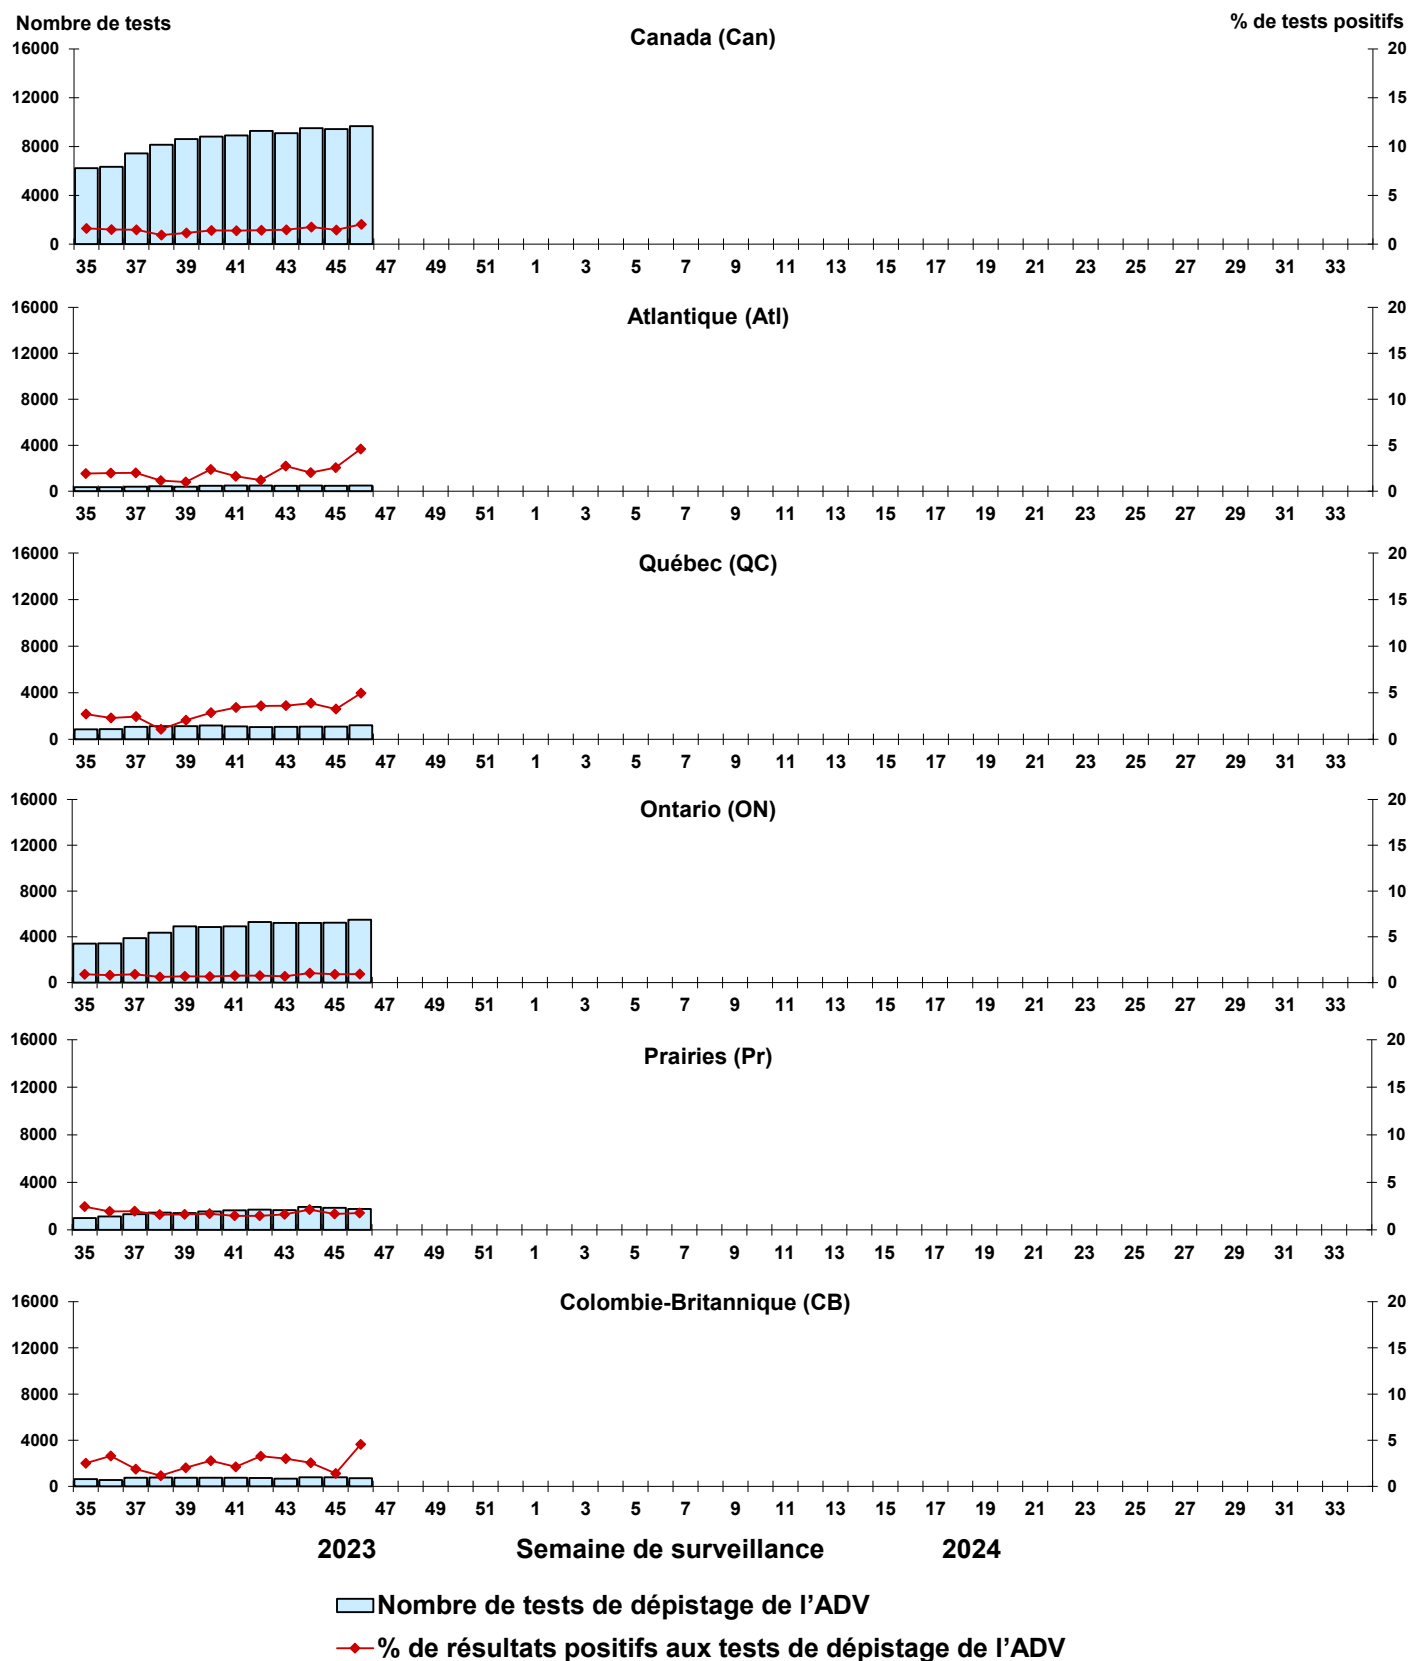 Nombre de tests
% de tests positifs
Canada (Can)
16000 20
12000 15
8000 10
4000 5
0 0
35 37 39 41 43 45 47 49 51 1 3 5 7 9 11 13 15 17 19 21 23 25 27 29 31 33
Atlantique (Atl)
16000 20
12000 15
8000 10
4000 5
0 0
35 37 39 41 43 45 47 49 51 1 3 5 7 9 11 13 15 17 19 21 23 25 27 29 31 33
Québec (QC)
16000 20
12000 15
8000 10
4000 5
0 0
35 37 39 41 43 45 47 49 51 1 3 5 7 9 11 13 15 17 19 21 23 25 27 29 31 33
Ontario (ON)
16000 20
12000 15
8000 10
4000 5
0 0
35 37 39 41 43 45 47 49 51 1 3 5 7 9 11 13 15 17 19 21 23 25 27 29 31 33
Prairies (Pr)
16000 20
12000 15
8000 10
4000 5
0 0
35 37 39 41 43 45 47 49 51 1 3 5 7 9 11 13 15 17 19 21 23 25 27 29 31 33
Colombie-Britannique (CB)
16000 20
12000 15
8000 10
4000 5
0 0
35 37 39 41 43 45 47 49 51 1 3 5 7 9 11 13 15 17 19 21 23 25 27 29 31 33
2023 Semaine de surveillance 2024
Nombre de tests de dépistage de l’ADV
% de résultats positifs aux tests de dépistage de l’ADV